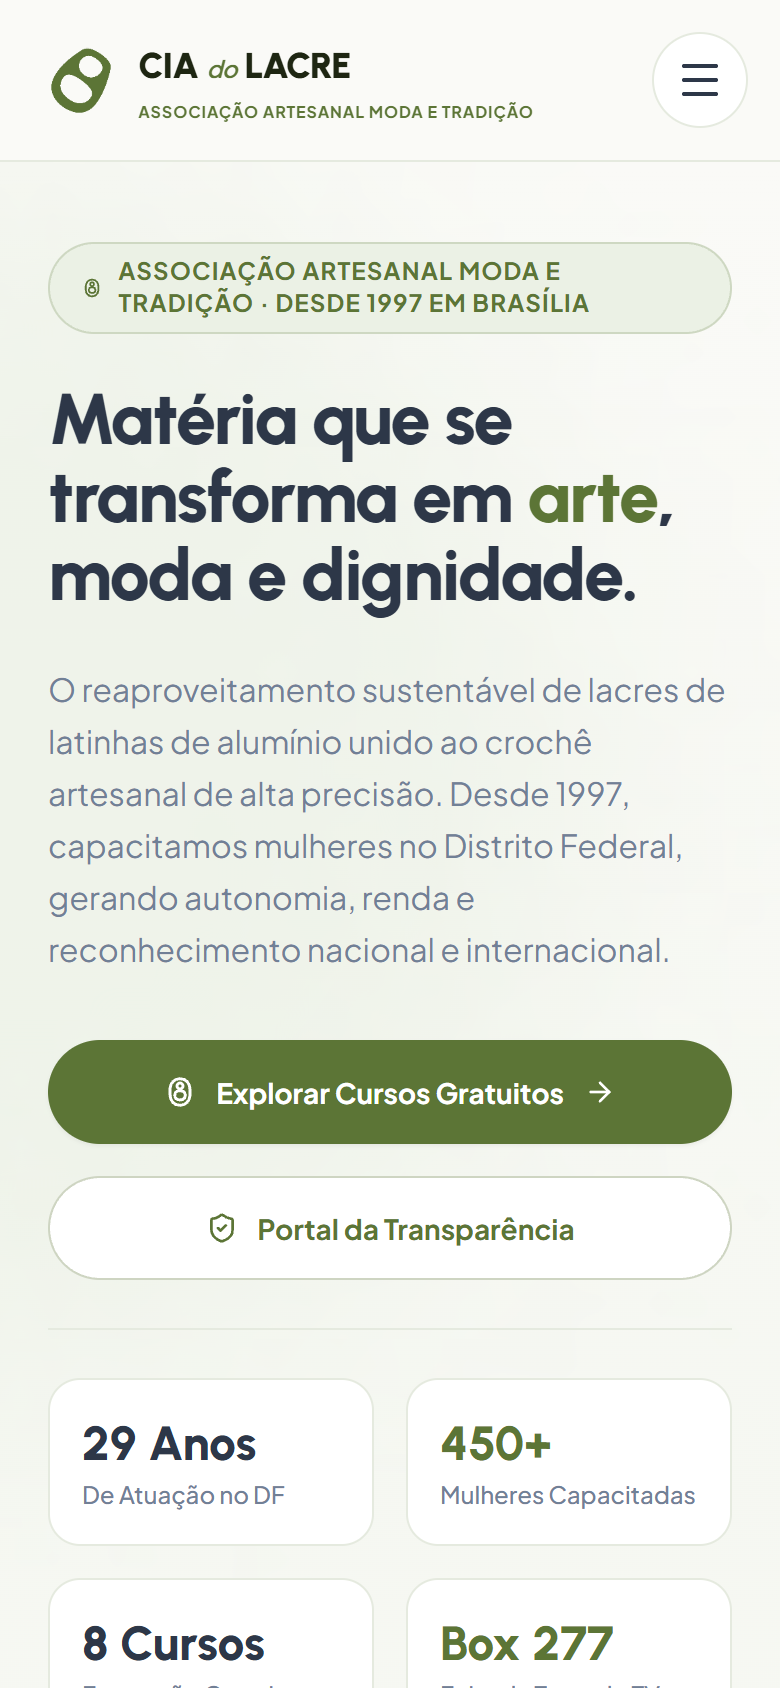 CIA do LACRE
ASSOCIAÇÃO ARTESANAL MODA E TRADIÇÃO
ASSOCIAÇÃO ARTESANAL MODA E
TRADIÇÃO · DESDE 1997 EM BRASÍLIA
Matéria que se
transforma em arte,
moda e dignidade.
O reaproveitamento sustentável de lacres de
latinhas de alumínio unido ao crochê
artesanal de alta precisão. Desde 1997,
capacitamos mulheres no Distrito Federal,
gerando autonomia, renda e
reconhecimento nacional e internacional.
Explorar Cursos Gratuitos
Portal da Transparência
29 Anos
De Atuação no DF
450+
Mulheres Capacitadas
8 Cursos
Box 277